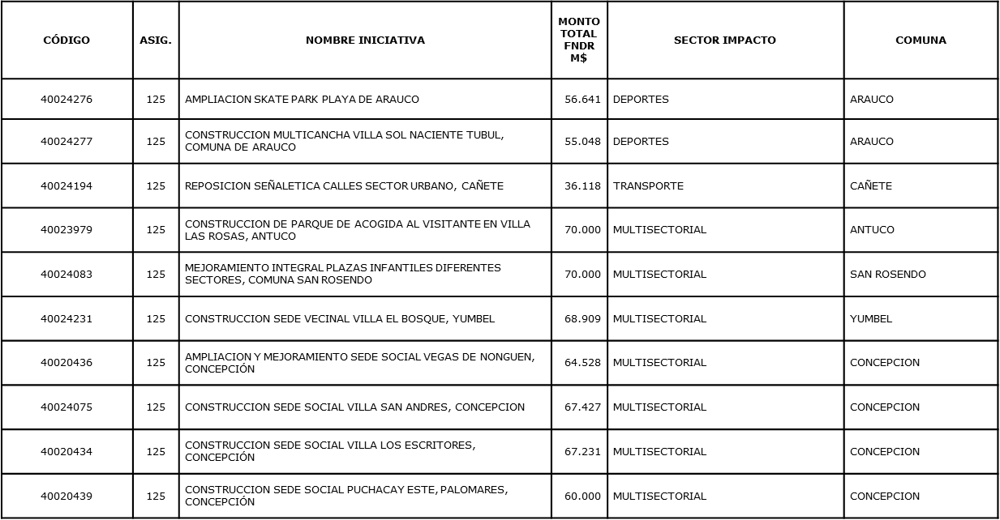 CÓDIGO ASIG. NOMBRE INICIATIVA MONTO TOTAL FNDR M$ SECTOR IMPACTO COMUNA
40024276 125 AMPLIACION SKATE PARK PLAYA DE ARAUCO 56.641 DEPORTES ARAUCO
40024277 125 CONSTRUCCION MULTICANCHA VILLA SOL NACIENTE TUBUL,
COMUNA DE ARAUCO 55.048 DEPORTES ARAUCO
40024194 125 REPOSICION SEÑALETICA CALLES SECTOR URBANO, CAÑETE 36.118 TRANSPORTE CAÑETE
40023979 125 CONSTRUCCION DE PARQUE DE ACOGIDA AL VISITANTE EN VILLA
LAS ROSAS, ANTUCO 70.000 MULTISECTORIAL ANTUCO
40024083 125 MEJORAMIENTO INTEGRAL PLAZAS INFANTILES DIFERENTES
SECTORES, COMUNA SAN ROSENDO 70.000 MULTISECTORIAL SAN ROSENDO
40024231 125 CONSTRUCCION SEDE VECINAL VILLA EL BOSQUE, YUMBEL 68.909 MULTISECTORIAL YUMBEL
40020436 125 AMPLIACION Y MEJORAMIENTO SEDE SOCIAL VEGAS DE NONGUEN,
CONCEPCIÓN 64.528 MULTISECTORIAL CONCEPCION
40024075 125 CONSTRUCCION SEDE SOCIAL VILLA SAN ANDRES, CONCEPCION 67.427 MULTISECTORIAL CONCEPCION
40020434 125 CONSTRUCCION SEDE SOCIAL VILLA LOS ESCRITORES,
CONCEPCIÓN 67.231 MULTISECTORIAL CONCEPCION
40020439 125 CONSTRUCCION SEDE SOCIAL PUCHACAY ESTE, PALOMARES,
CONCEPCIÓN 60.000 MULTISECTORIAL CONCEPCION